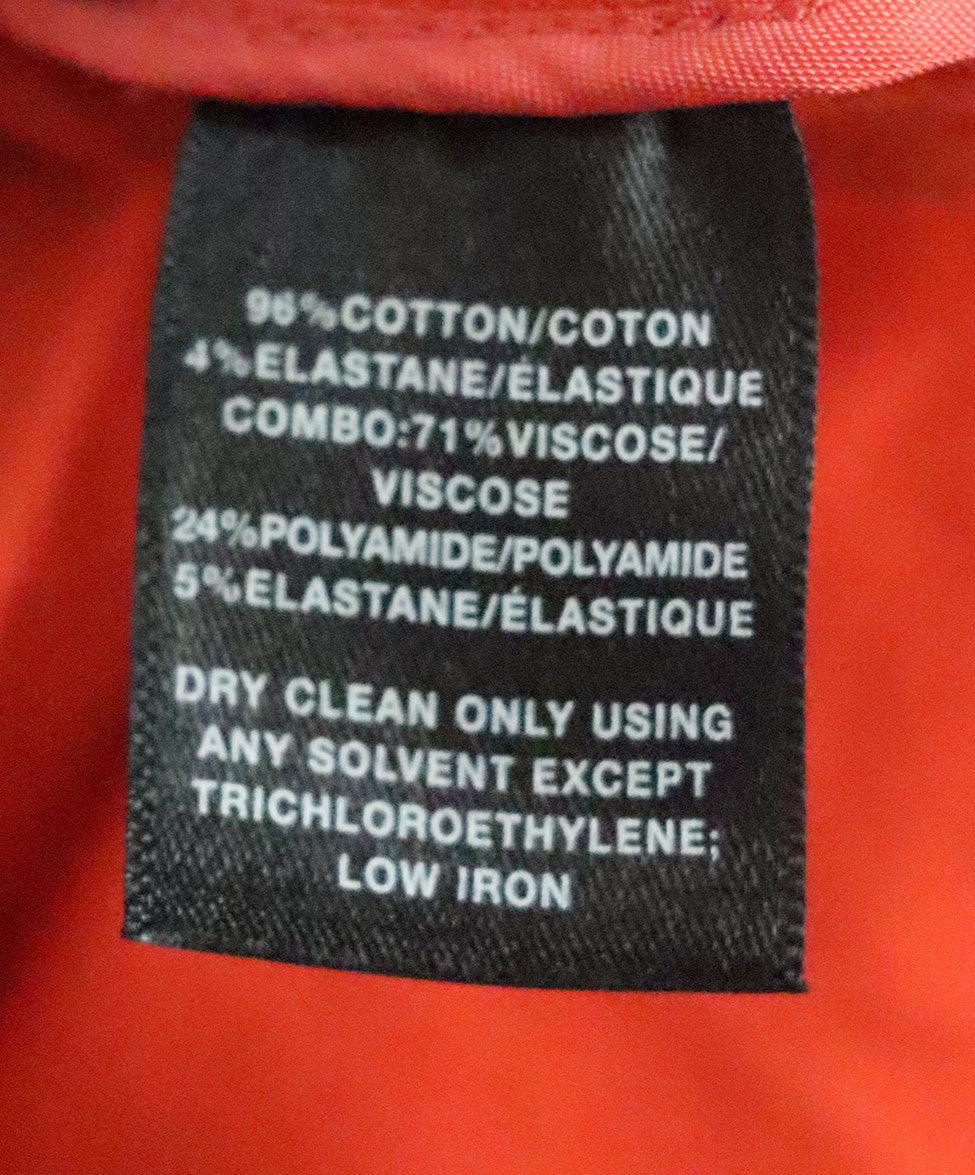 96%COTTON/COTON
4%ELASTANE/ÉLASTIQUE
COMBO:71%VISCOSE/
VISCOSE
24%POLYAMIDE/POLYAMIDE
5%ELASTANE/ÉLASTIQUE
DRY CLEAN ONLY USING
ANY SOLVENT EXCEPT
TRICHLOROETHYLENE;
LOW IRON